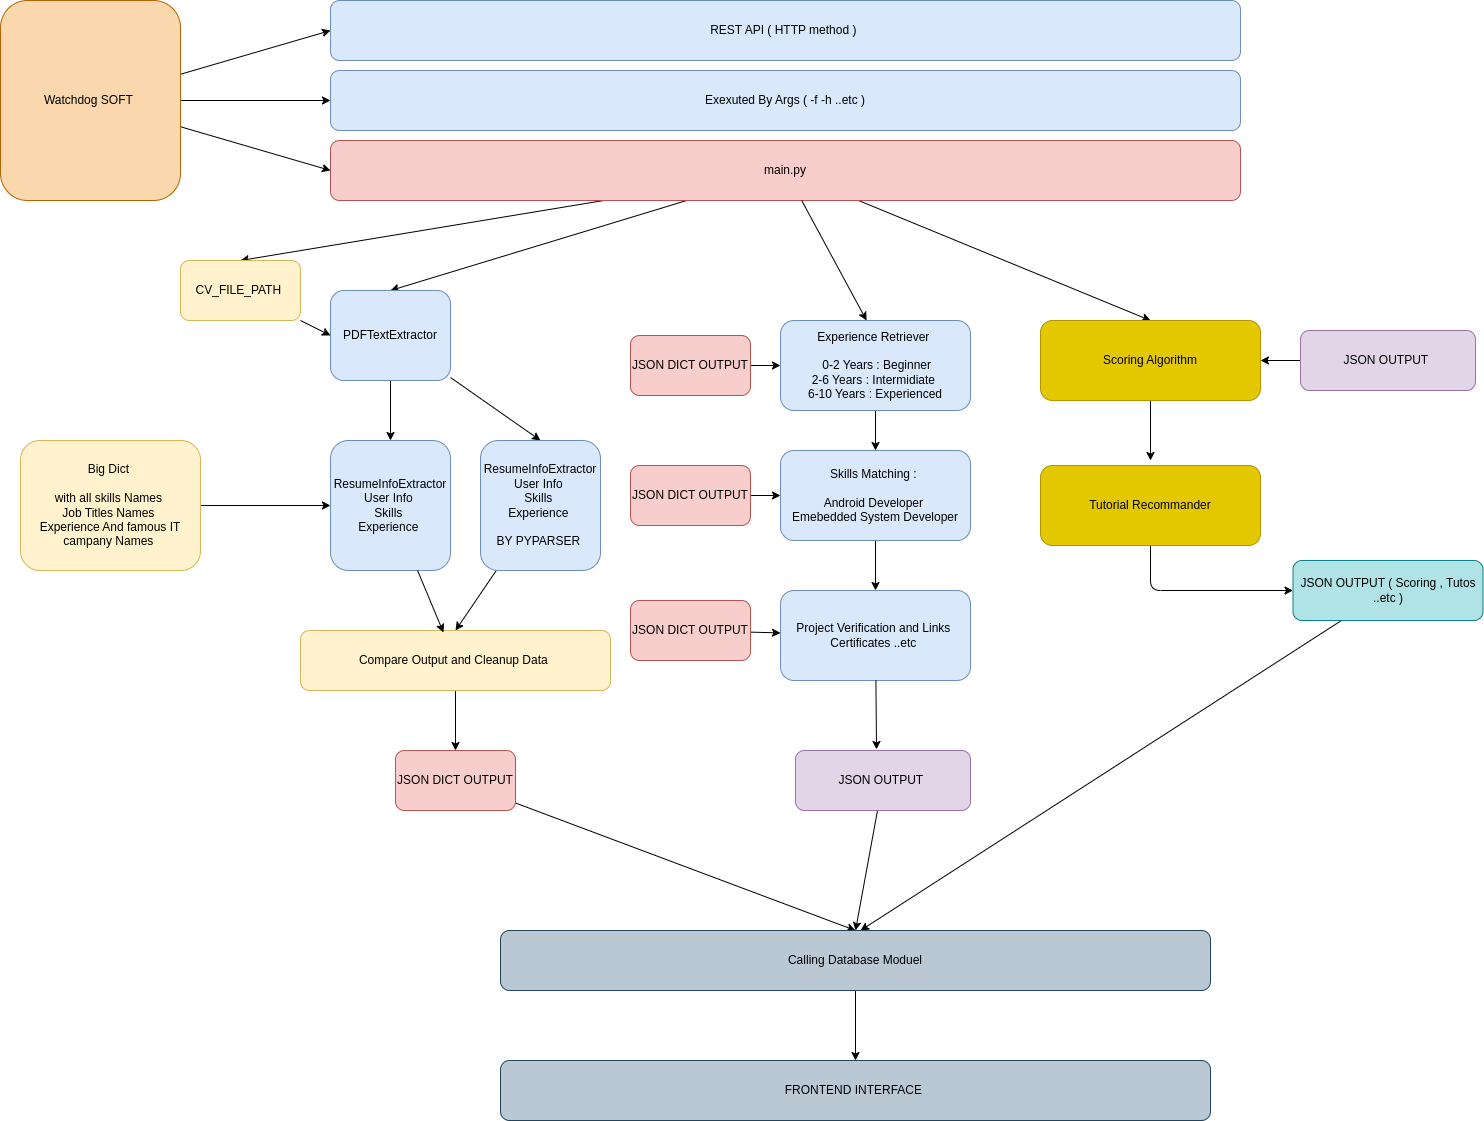 REST API ( HTTP method )
Watchdog SOFT
Exexuted By Args ( -f -h ..etc )
main.py
CV_FILE_PATH
PDFTextExtractor
JSON DICT OUTPUT
Experience Retriever
0-2 Years : Beginner
2-6 Years : Intermidiate
6-10 Years : Experienced
Scoring Algorithm
JSON OUTPUT
Big Dict
with all skills Names
Job Titles Names
Experience And famous IT
campany Names
ResumeInfoExtractor
User Info
Skills
Experience
ResumeInfoExtractor
User Info
Skills
Experience
BY PYPARSER
JSON DICT OUTPUT
Skills Matching :
Android Developer
Emebedded System Developer
Tutorial Recommander
JSON OUTPUT ( Scoring , Tutos
..etc )
Compare Output and Cleanup Data
JSON DICT OUTPUT
Project Verification and Links
Certificates ..etc
JSON DICT OUTPUT
JSON OUTPUT
Calling Database Moduel
FRONTEND INTERFACE